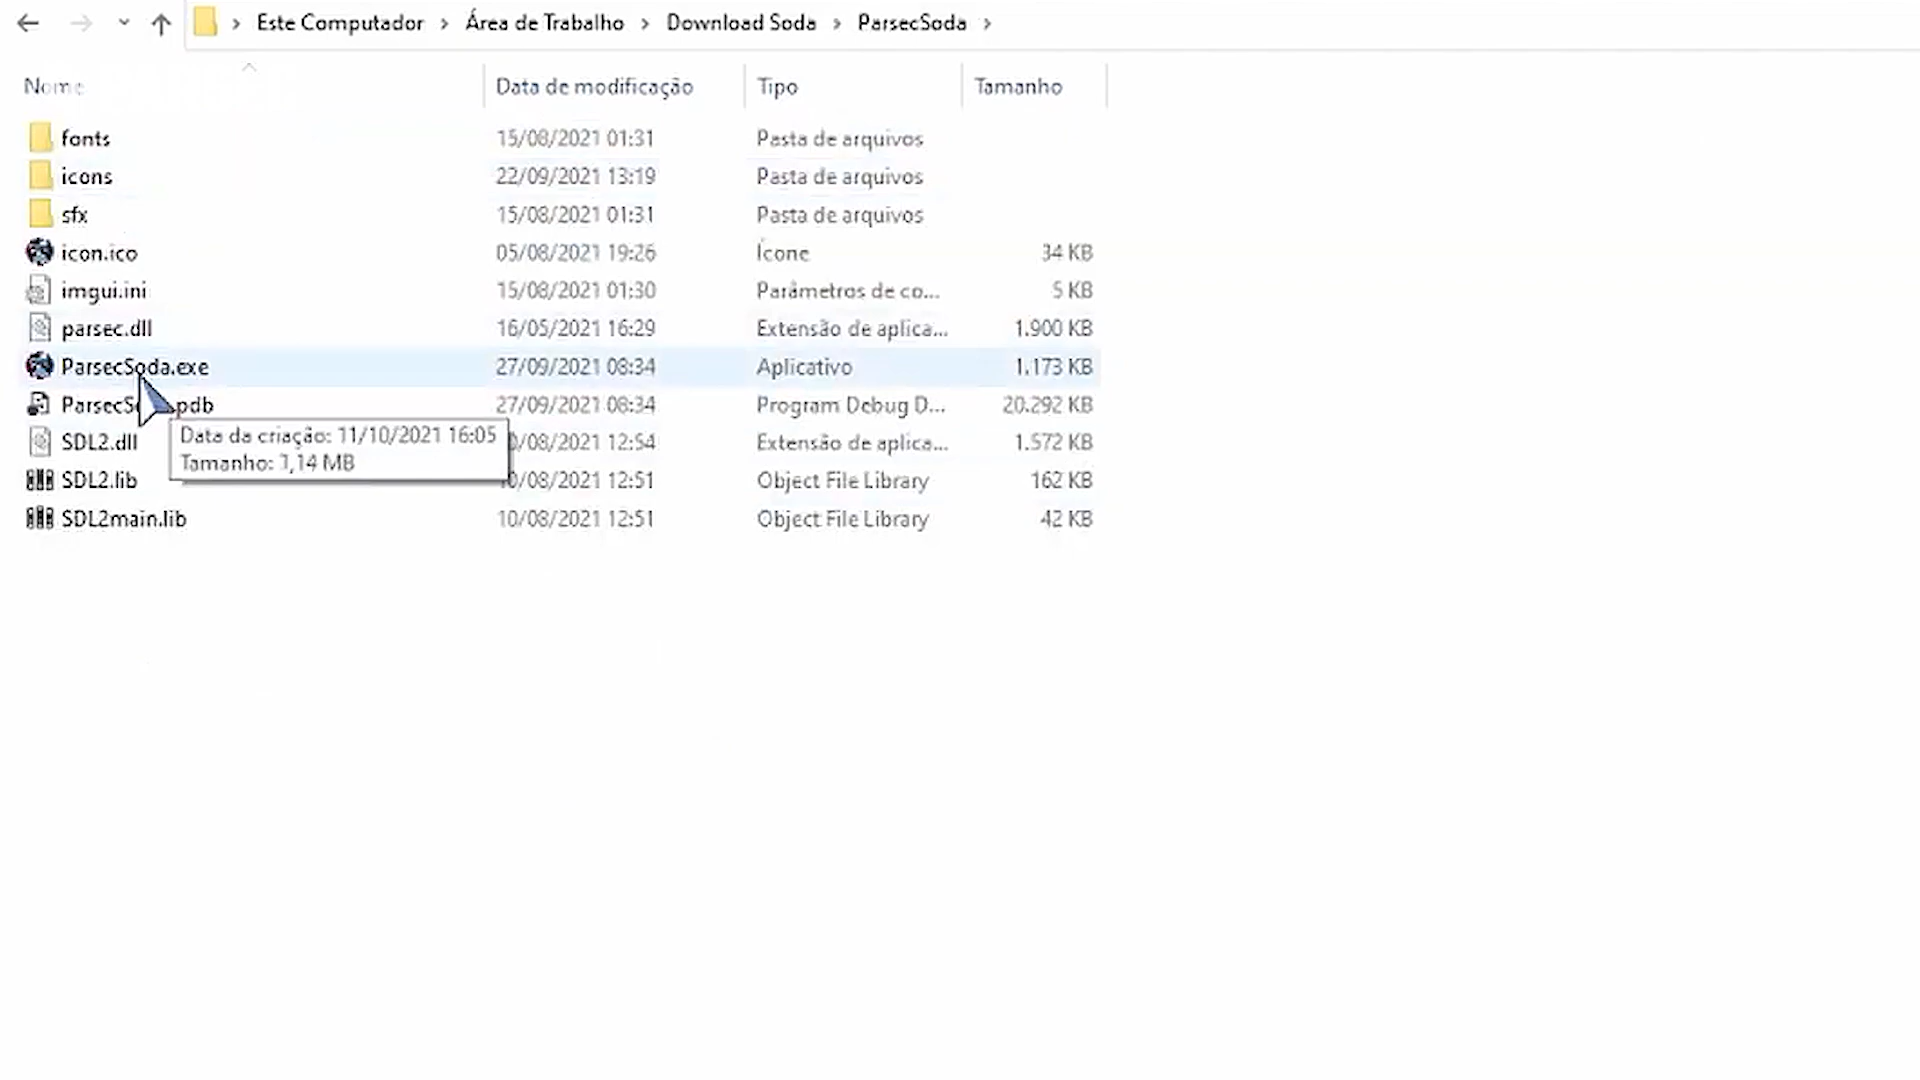 Este Computador > Área de Trabalho > Download Soda > ParsecSoda >
Nome Data de modificação Tipo Tamanho
fonts 15/08/2021 01:31 Pasta de arquivos
icons 22/09/2021 13:19 Pasta de arquivos
sfx 15/08/2021 01:31 Pasta de arquivos
icon.ico 05/08/2021 19:26 Ícone 34 KB
imgui.ini 15/08/2021 01:30 Parâmetros de co... 5 KB
parsec.dll 16/05/2021 16:29 Extensão de aplica... 1.900 KB
ParsecSoda.exe 27/09/2021 08:34 Aplicativo 1.173 KB
ParsecS pdb 27/09/2021 08:34 Program Debug D... 20.292 KB
SDL2.dll 0/08/2021 12:54 Extensão de aplica... 1.572 KB
Data da criação: 11/10/2021 16:05
Tamanho: 1,14 MB
SDL2.lib 10/08/2021 12:51 Object File Library 162 KB
SDL2main.lib 10/08/2021 12:51 Object File Library 42 KB